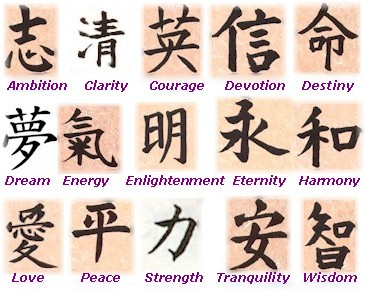 志 清 英 信 命
Ambition Clarity Courage Devotion Destiny
夢 氣 明 永 和
Dream Energy Enlightenment Eternity Harmony
愛 平 力 安 智
Love Peace Strength Tranquility Wisdom